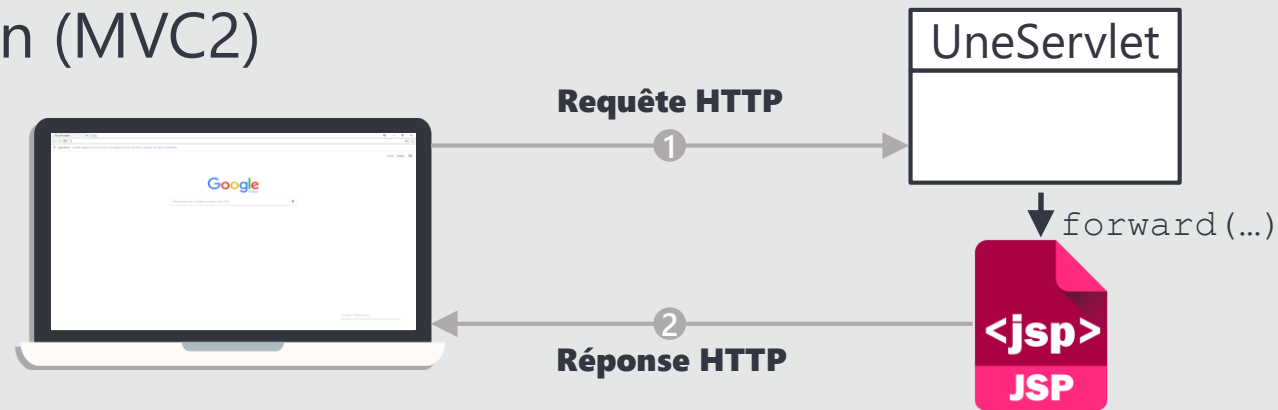 n (MVC2)
UneServlet
Requête HTTP
1
forward(…)
Google
2
Réponse HTTP
<jsp>
JSP